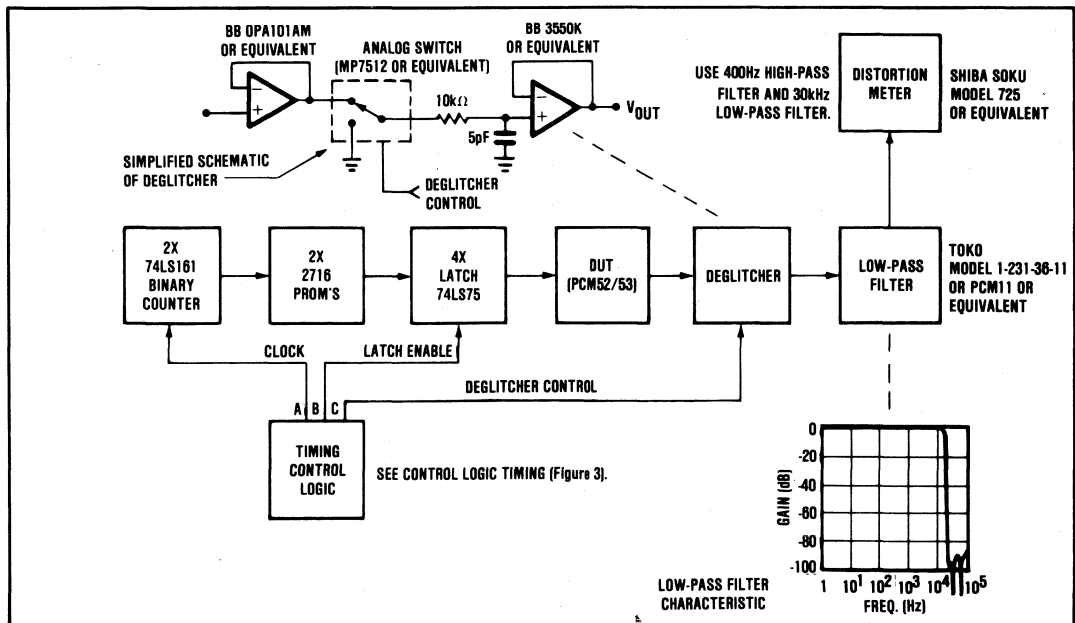 BB OPA101AM
OR EQUIVALENT
ANALOG SWITCH
(MP7512 OR EQUIVALENT)
BB 3550K
OR EQUIVALENT
10kΩ
5pF
VOUT
SIMPLIFIED SCHEMATIC
OF DEGLITCHER
DEGLITCHER
CONTROL
USE 400Hz HIGH-PASS
FILTER AND 30kHz
LOW-PASS FILTER.
DISTORTION
METER
SHIBA SOKU
MODEL 725
OR EQUIVALENT
2X
74LS161
BINARY
COUNTER
2X
2716
PROM'S
4X
LATCH
74LS75
DUT
(PCM52/53)
DEGLITCHER
LOW-PASS
FILTER
TOKO
MODEL 1-231-36-11
OR PCM11 OR
EQUIVALENT
CLOCK
LATCH ENABLE
DEGLITCHER CONTROL
A B C
TIMING
CONTROL
LOGIC
SEE CONTROL LOGIC TIMING (Figure 3).
GAIN (dB)
0
-20
-40
-60
-80
-100
1 10¹ 10² 10³ 10⁴ 10⁵
FREQ. (Hz)
LOW-PASS FILTER
CHARACTERISTIC